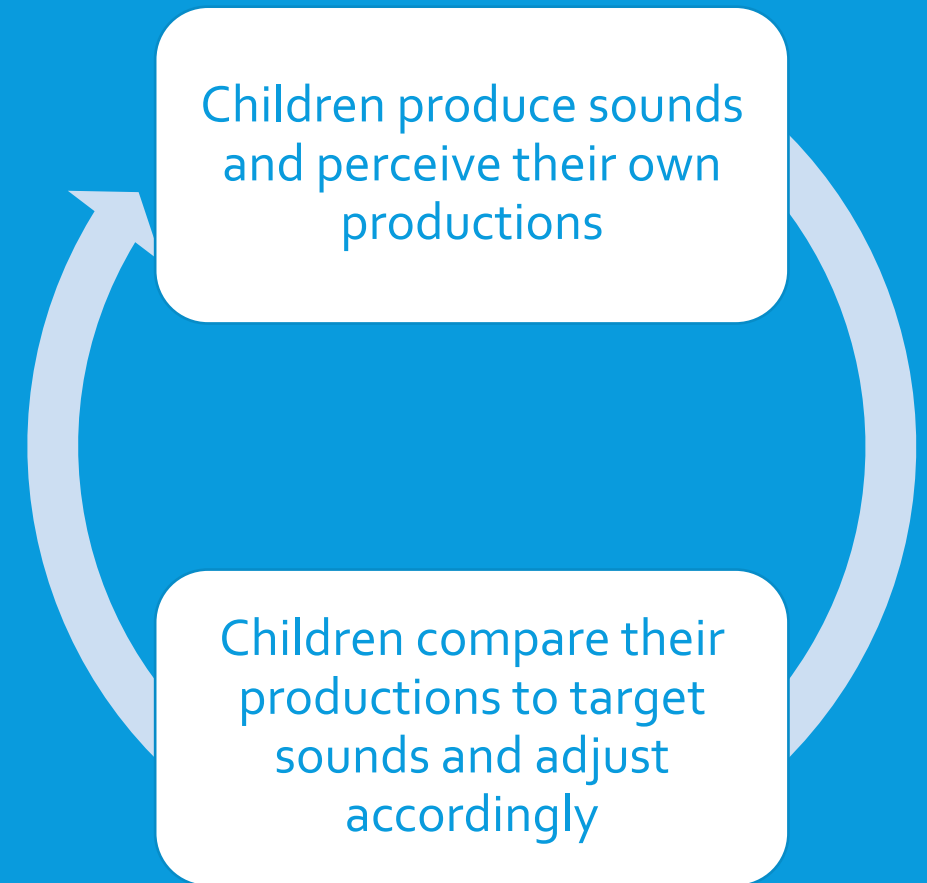 Children produce sounds
and perceive their own
productions
Children compare their
productions to target
sounds and adjust
accordingly